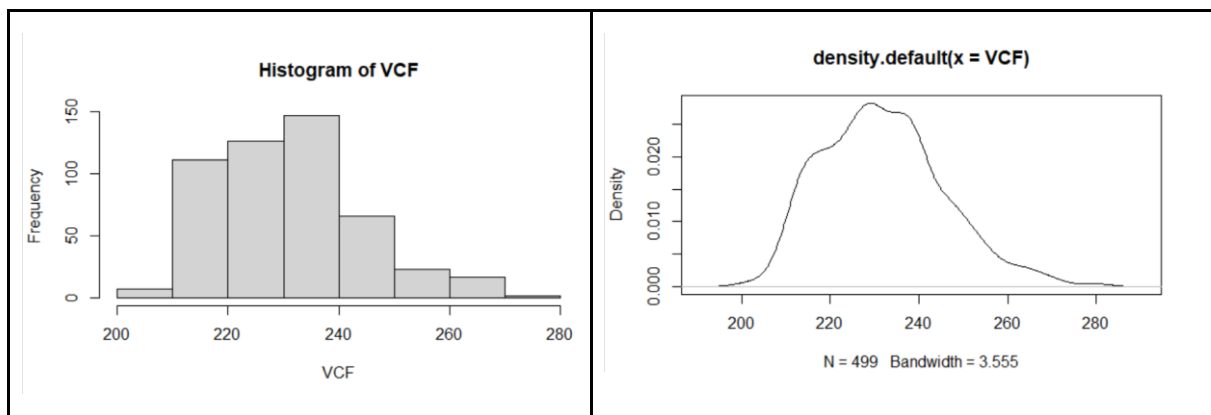 Histogram of VCF
Frequency
150
100
50
0
200 220 240 260 280
VCF
density.default(x = VCF)
Density
0.020
0.010
0.000
200 220 240 260 280
N = 499 Bandwidth = 3.555